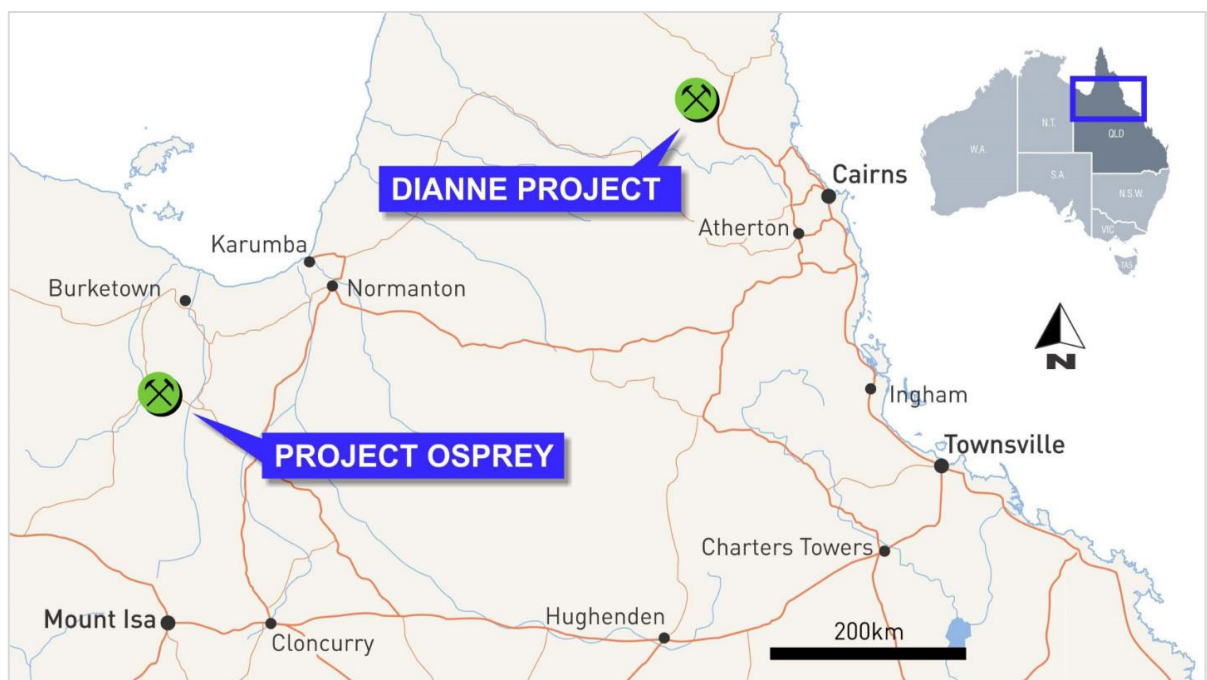 DIANNE PROJECT
Cairns
Atherton
Karumba
Burketown
Normanton
Ingham
PROJECT OSPREY
Townsville
Charters Towers
Mount Isa
Cloncurry
Hughenden
200km
N.T.
QLD
W.A.
S.A.
N.S.W.
VIC
TAS
N